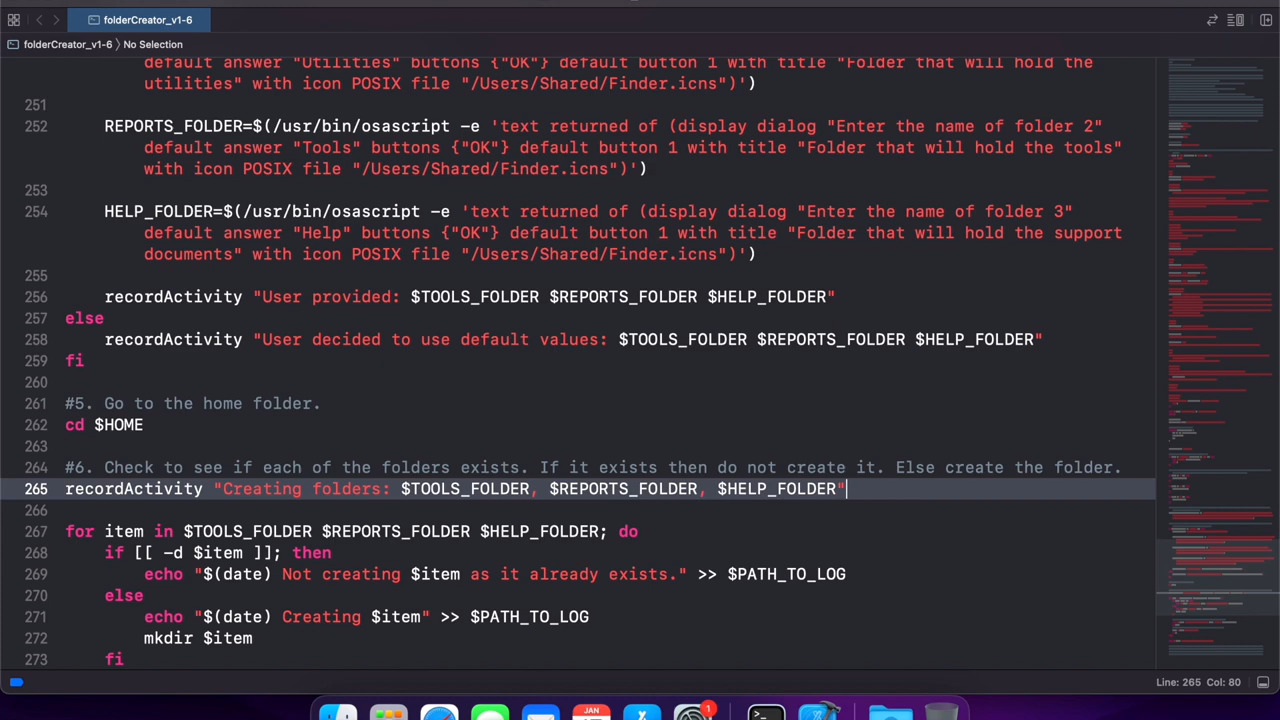 folderCreator_v1-6
folderCreator_v1-6 〉 No Selection
default answer "Utilities" buttons {"OK"} default button 1 with title "Folder that will hold the
utilities" with icon POSIX file "/Users/Shared/Finder.icns")')
251
252 REPORTS_FOLDER=$(/usr/bin/osascript -e 'text returned of (display dialog "Enter the name of folder 2"
default answer "Tools" buttons {"OK"} default button 1 with title "Folder that will hold the tools"
with icon POSIX file "/Users/Shared/Finder.icns")')
253
254 HELP_FOLDER=$(/usr/bin/osascript -e 'text returned of (display dialog "Enter the name of folder 3"
default answer "Help" buttons {"OK"} default button 1 with title "Folder that will hold the support
documents" with icon POSIX file "/Users/Shared/Finder.icns")')
255
256 recordActivity "User provided: $TOOLS_FOLDER $REPORTS_FOLDER $HELP_FOLDER"
257 else
258 recordActivity "User decided to use default values: $TOOLS_FOLDER $REPORTS_FOLDER $HELP_FOLDER"
259 fi
260
261 #5. Go to the home folder.
262 cd $HOME
263
264 #6. Check to see if each of the folders exists. If it exists then do not create it. Else create the folder.
265 recordActivity "Creating folders: $TOOLS_FOLDER, $REPORTS_FOLDER, $HELP_FOLDER"
266
267 for item in $TOOLS_FOLDER $REPORTS_FOLDER $HELP_FOLDER; do
268 if [[ -d $item ]]; then
269 echo "$(date) Not creating $item as it already exists." >> $PATH_TO_LOG
270 else
271 echo "$(date) Creating $item" >> $PATH_TO_LOG
272 mkdir $item
273 fi
Line: 265 Col: 80
JAN
1